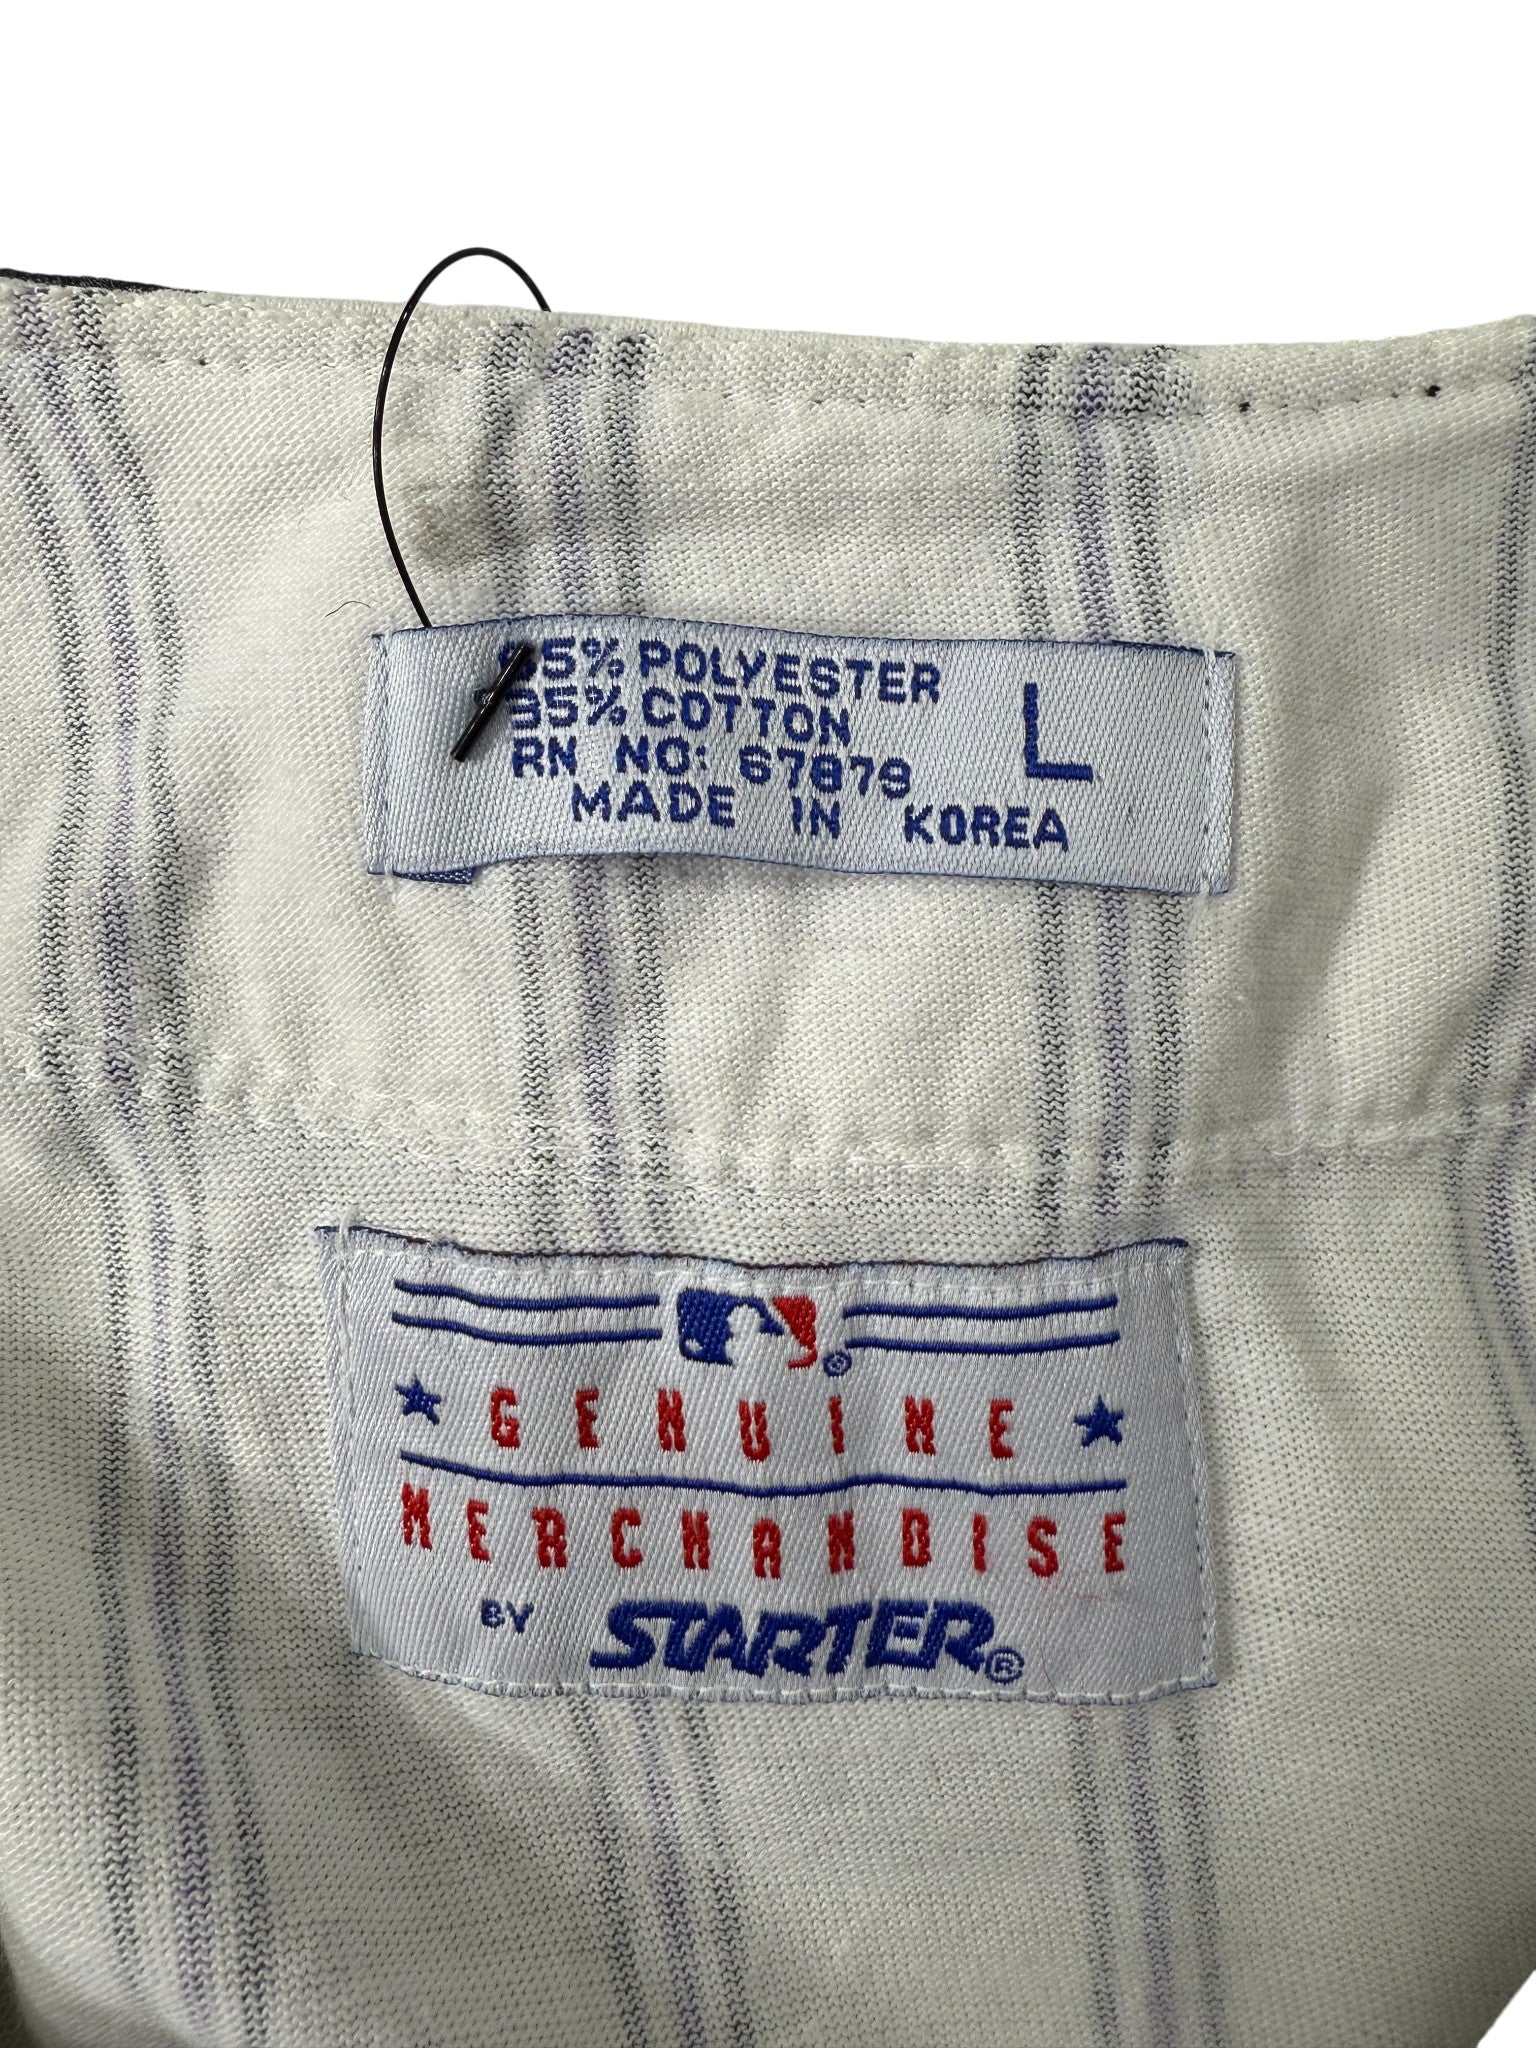 65% POLYESTER
35% COTTON
RN NO: 67879
MADE IN KOREA
L
®
GENUINE
MERCHANDISE
BY STARTER®